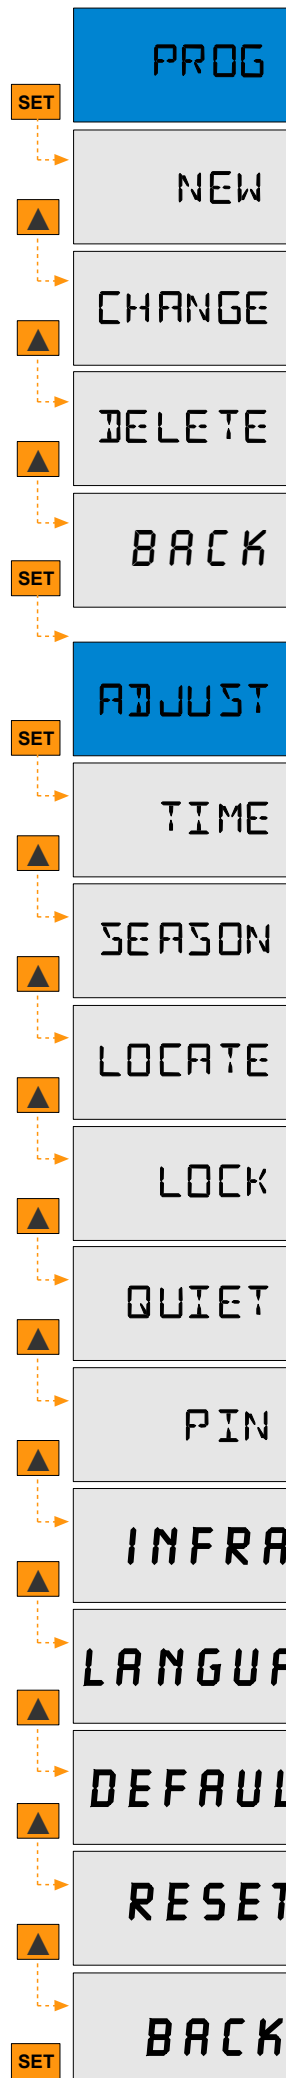 PROG
SET
NEW
CHANGE
DELETE
BACK
SET
ADJUST
SET
TIME
SEASON
LOCATE
LOCK
QUIET
PIN
INFRA
LANGUA
DEFAUL
RESET
BACK
SET